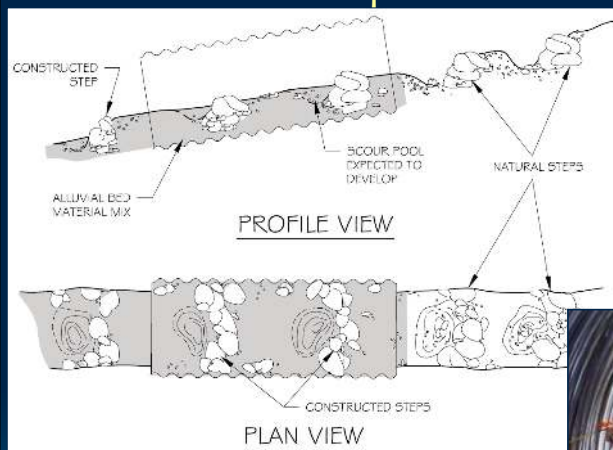 CONSTRUCTED
STEP
SCOUR POOL
EXPECTED TO
DEVELOP
NATURAL STEPS
ALLUVIAL BED
MATERIAL MIX
PROFILE VIEW
CONSTRUCTED STEPS
PLAN VIEW